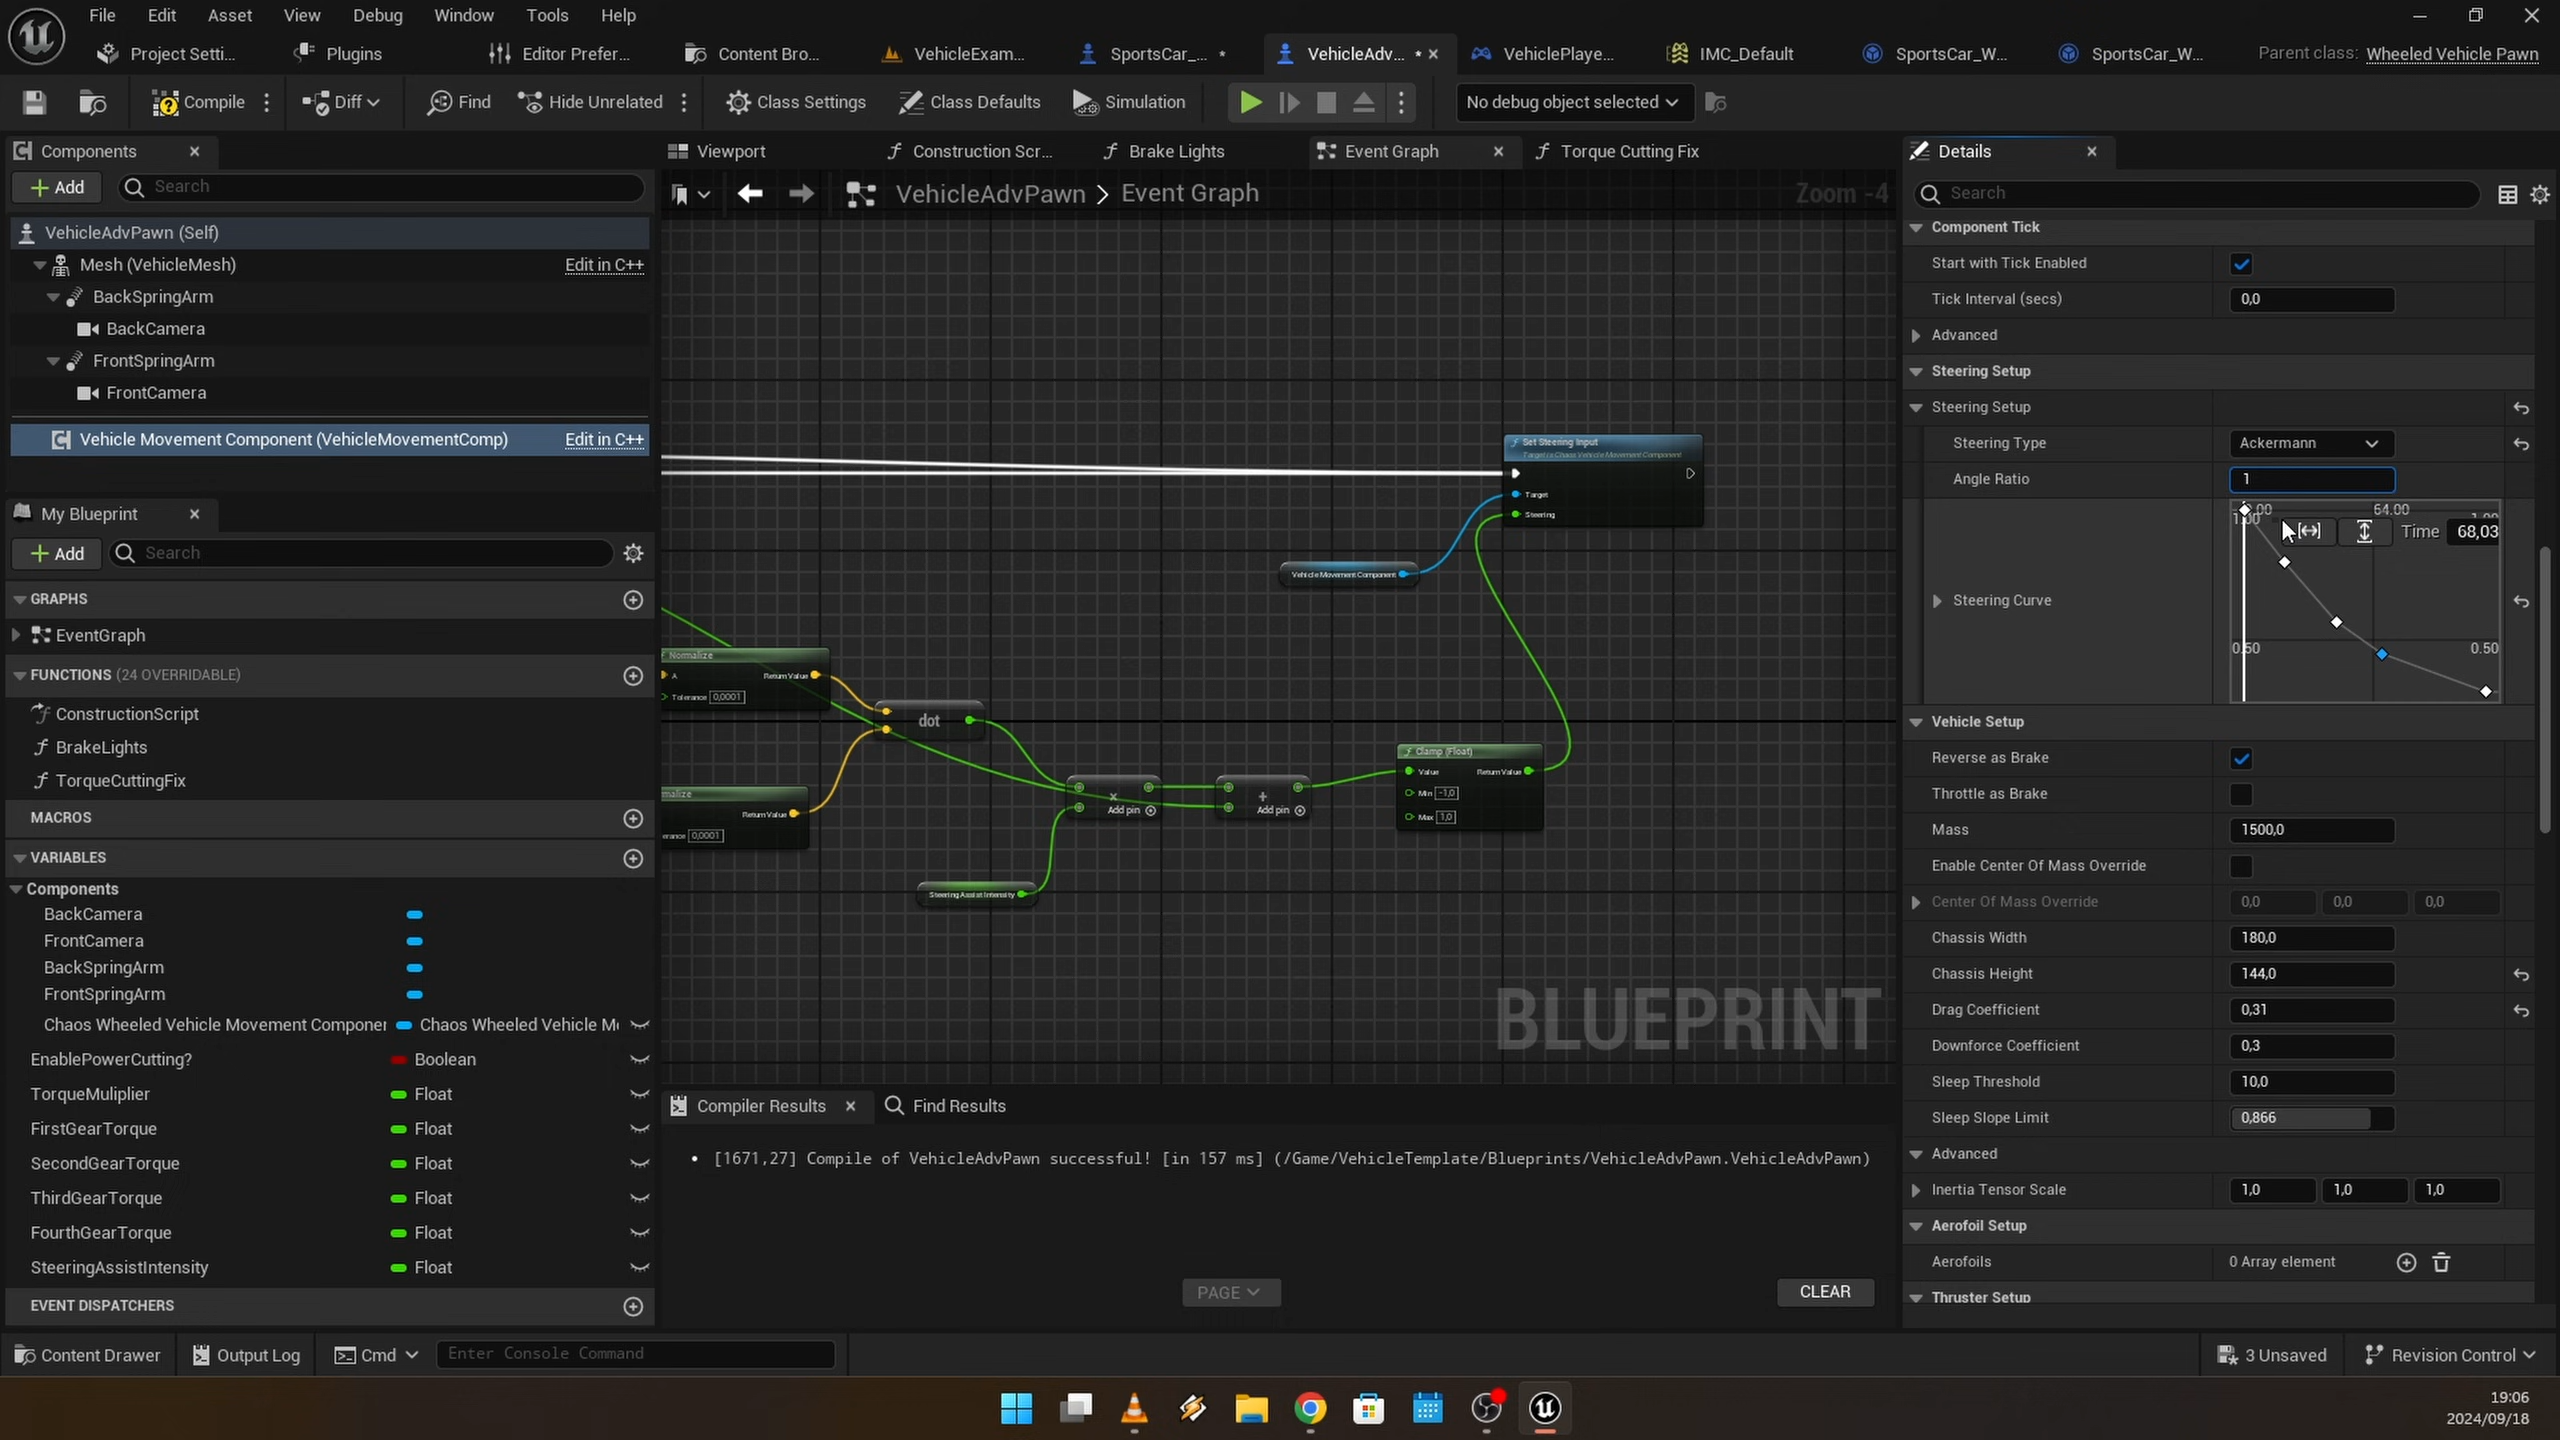 File Edit Asset View Debug Window Tools Help
Project Setti... Plugins Editor Prefer... Content Bro... VehicleExam... SportsCar_... * VehicleAdv... * VehiclePlaye... IMC_Default SportsCar_W... SportsCar_W... Parent class: Wheeled Vehicle Pawn
Compile Diff Find Hide Unrelated Class Settings Class Defaults Simulation No debug object selected
Components
Add Search
VehicleAdvPawn (Self)
Mesh (VehicleMesh) Edit in C++
BackSpringArm
BackCamera
FrontSpringArm
FrontCamera
Vehicle Movement Component (VehicleMovementComp) Edit in C++
My Blueprint
Add Search
GRAPHS
EventGraph
FUNCTIONS (24 OVERRIDABLE)
ConstructionScript
BrakeLights
TorqueCuttingFix
MACROS
VARIABLES
Components
BackCamera
FrontCamera
BackSpringArm
FrontSpringArm
Chaos Wheeled Vehicle Movement Componen Chaos Wheeled Vehicle M
EnablePowerCutting? Boolean
TorqueMuliplier Float
FirstGearTorque Float
SecondGearTorque Float
ThirdGearTorque Float
FourthGearTorque Float
SteeringAssistIntensity Float
EVENT DISPATCHERS
Viewport Construction Scr... Brake Lights Event Graph Torque Cutting Fix
VehicleAdvPawn > Event Graph Zoom -4
Set Steering Input
Target is Chaos Vehicle Movement Component
Target
Steering
Vehicle Movement Component
Normalize
A Return Value
Tolerance 0,0001
dot
malize
Return Value
erance 0,0001
x
Add pin
+
Add pin
Clamp (Float)
Value Return Value
Min -1,0
Max 1,0
Steering Assist Intensity
BLUEPRINT
Compiler Results Find Results
• [1671,27] Compile of VehicleAdvPawn successful! [in 157 ms] (/Game/VehicleTemplate/Blueprints/VehicleAdvPawn.VehicleAdvPawn)
PAGE CLEAR
Details
Search
Component Tick
Start with Tick Enabled
Tick Interval (secs) 0,0
Advanced
Steering Setup
Steering Setup
Steering Type Ackermann
Angle Ratio 1
Steering Curve
64.00
1.00
Time 68,03
0.50 0.50
Vehicle Setup
Reverse as Brake
Throttle as Brake
Mass 1500,0
Enable Center Of Mass Override
Center Of Mass Override 0,0 0,0 0,0
Chassis Width 180,0
Chassis Height 144,0
Drag Coefficient 0,31
Downforce Coefficient 0,3
Sleep Threshold 10,0
Sleep Slope Limit 0,866
Advanced
Inertia Tensor Scale 1,0 1,0 1,0
Aerofoil Setup
Aerofoils 0 Array element
Thruster Setup
Content Drawer Output Log Cmd Enter Console Command 3 Unsaved Revision Control
19:06
2024/09/18